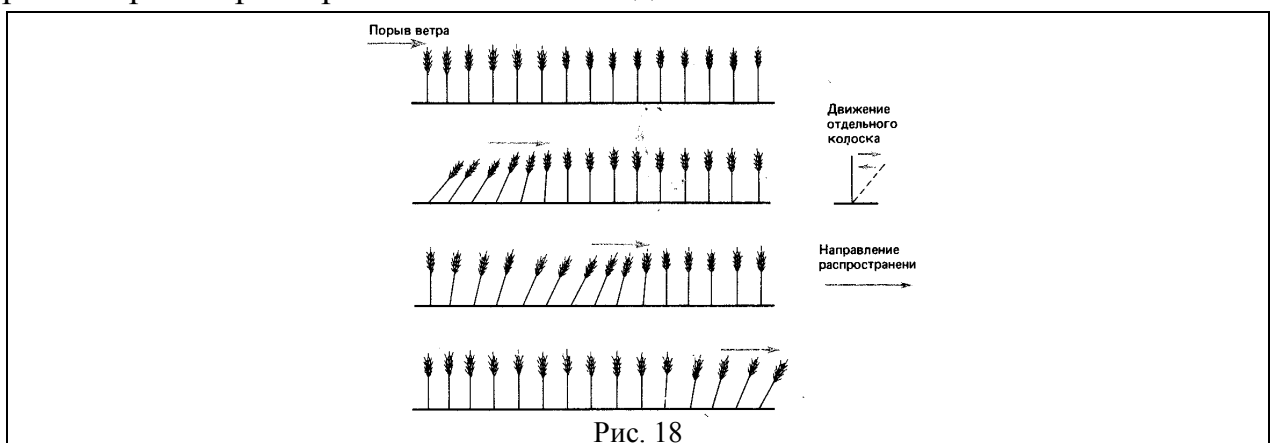 Порыв ветра
Движение
отдельного
колоска
Направление
распространени
Рис. 18